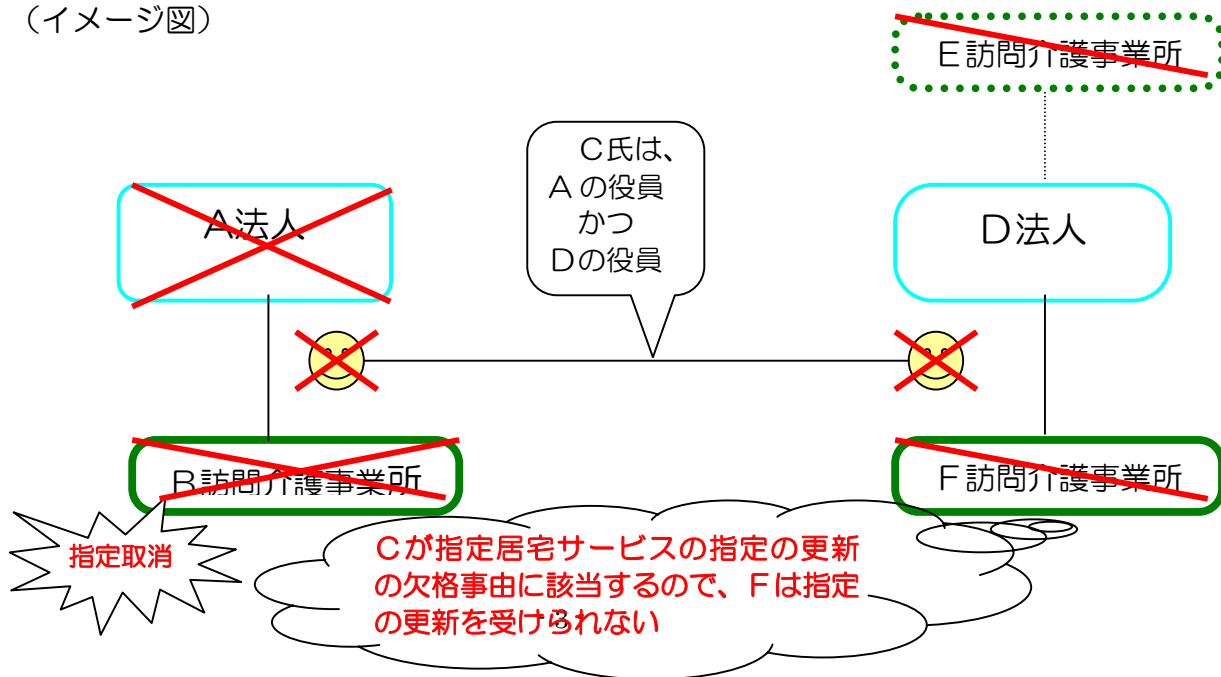 （イメージ図）
Ｅ訪問介護事業所
Ｃ氏は、
Ａの役員
かつ
Ｄの役員
Ａ法人
Ｄ法人
Ｂ訪問介護事業所
Ｆ訪問介護事業所
指定取消
Ｃが指定居宅サービスの指定の更新
の欠格事由に該当するので、Ｆは指定
の更新を受けられない
- 3 -